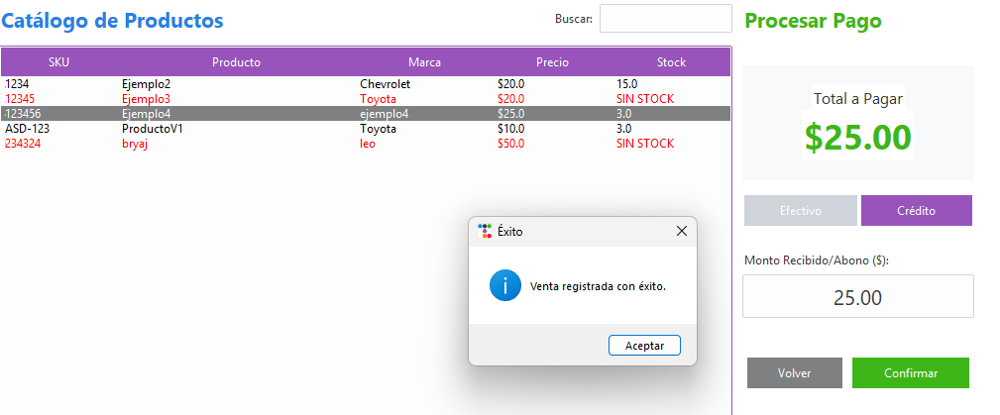 Catálogo de Productos
Buscar:
SKU Producto Marca Precio Stock
1234 Ejemplo2 Chevrolet $20.0 15.0
12345 Ejemplo3 Toyota $20.0 SIN STOCK
123456 Ejemplo4 ejemplo4 $25.0 3.0
ASD-123 ProductoV1 Toyota $10.0 3.0
234324 bryaj leo $50.0 SIN STOCK
Éxito
Venta registrada con éxito.
Aceptar
Procesar Pago
Total a Pagar
$25.00
Efectivo Crédito
Monto Recibido/Abono ($):
25.00
Volver Confirmar